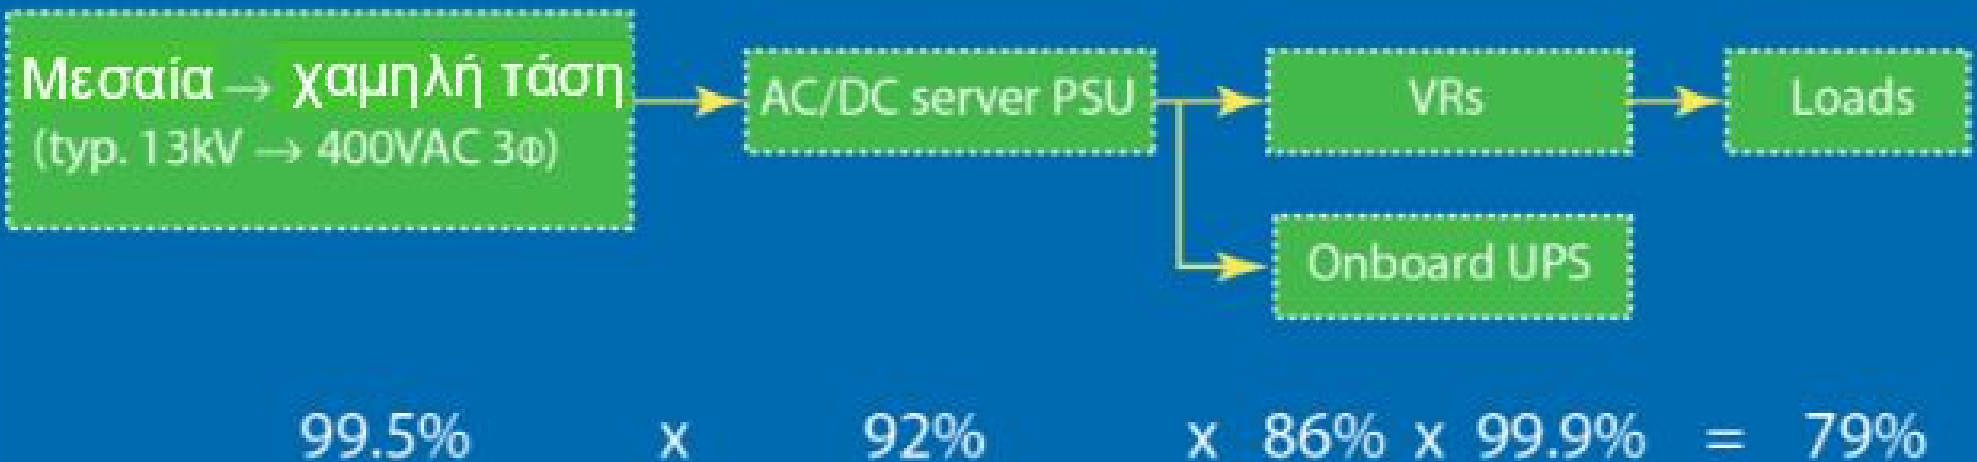 Μεσαία → χαμηλή τάση
(typ. 13kV → 400VAC 3Φ)
AC/DC server PSU
VRs
Loads
Onboard UPS
99.5% x 92% x 86% x 99.9% = 79%